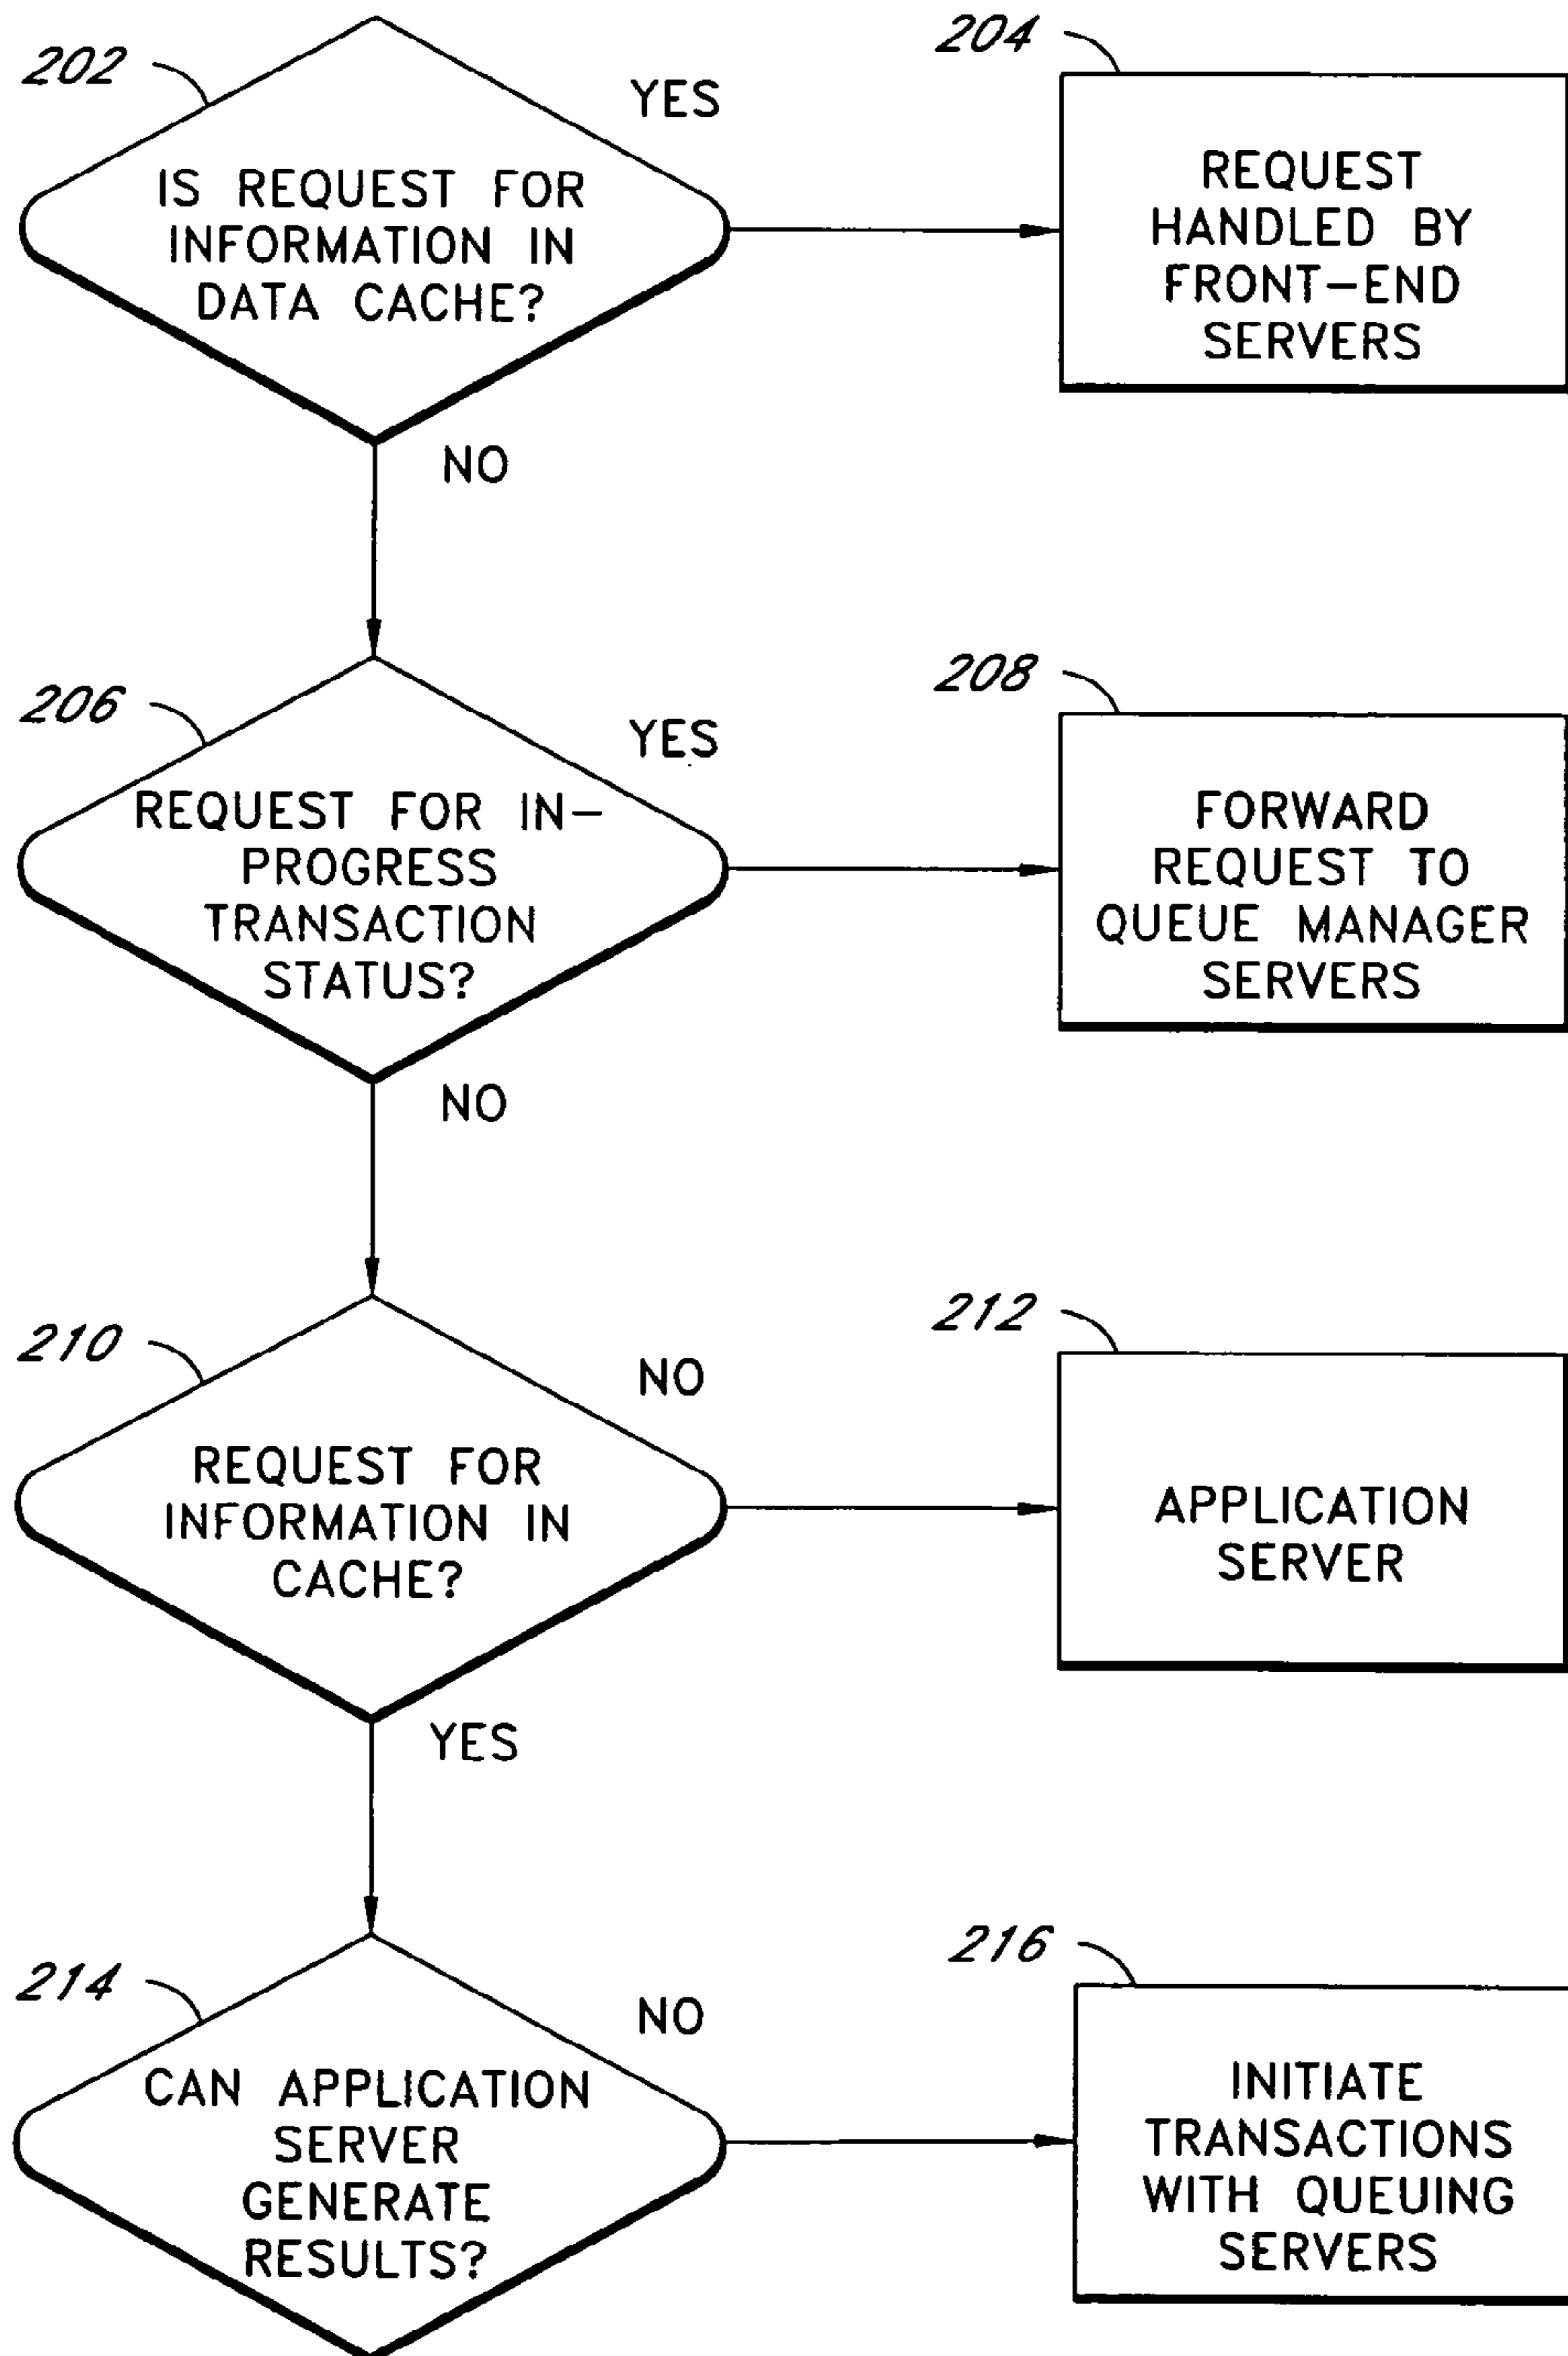 202
YES
IS REQUEST FOR
INFORMATION IN
DATA CACHE?
NO
204
REQUEST
HANDLED BY
FRONT-END
SERVERS
206
YES
REQUEST FOR IN-
PROGRESS
TRANSACTION
STATUS?
NO
208
FORWARD
REQUEST TO
QUEUE MANAGER
SERVERS
210
NO
REQUEST FOR
INFORMATION IN
CACHE?
YES
212
APPLICATION
SERVER
214
NO
CAN APPLICATION
SERVER
GENERATE
RESULTS?
216
INITIATE
TRANSACTIONS
WITH QUEUING
SERVERS